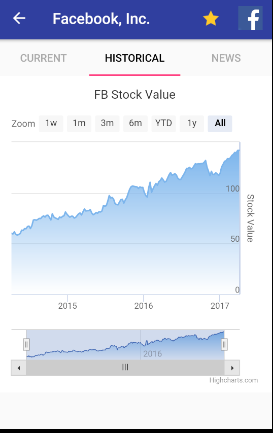 Facebook, Inc.
CURRENT HISTORICAL NEWS
FB Stock Value
Zoom 1w 1m 3m 6m YTD 1y All
100
50
0
Stock Value
2015 2016 2017
2016
Highcharts.com